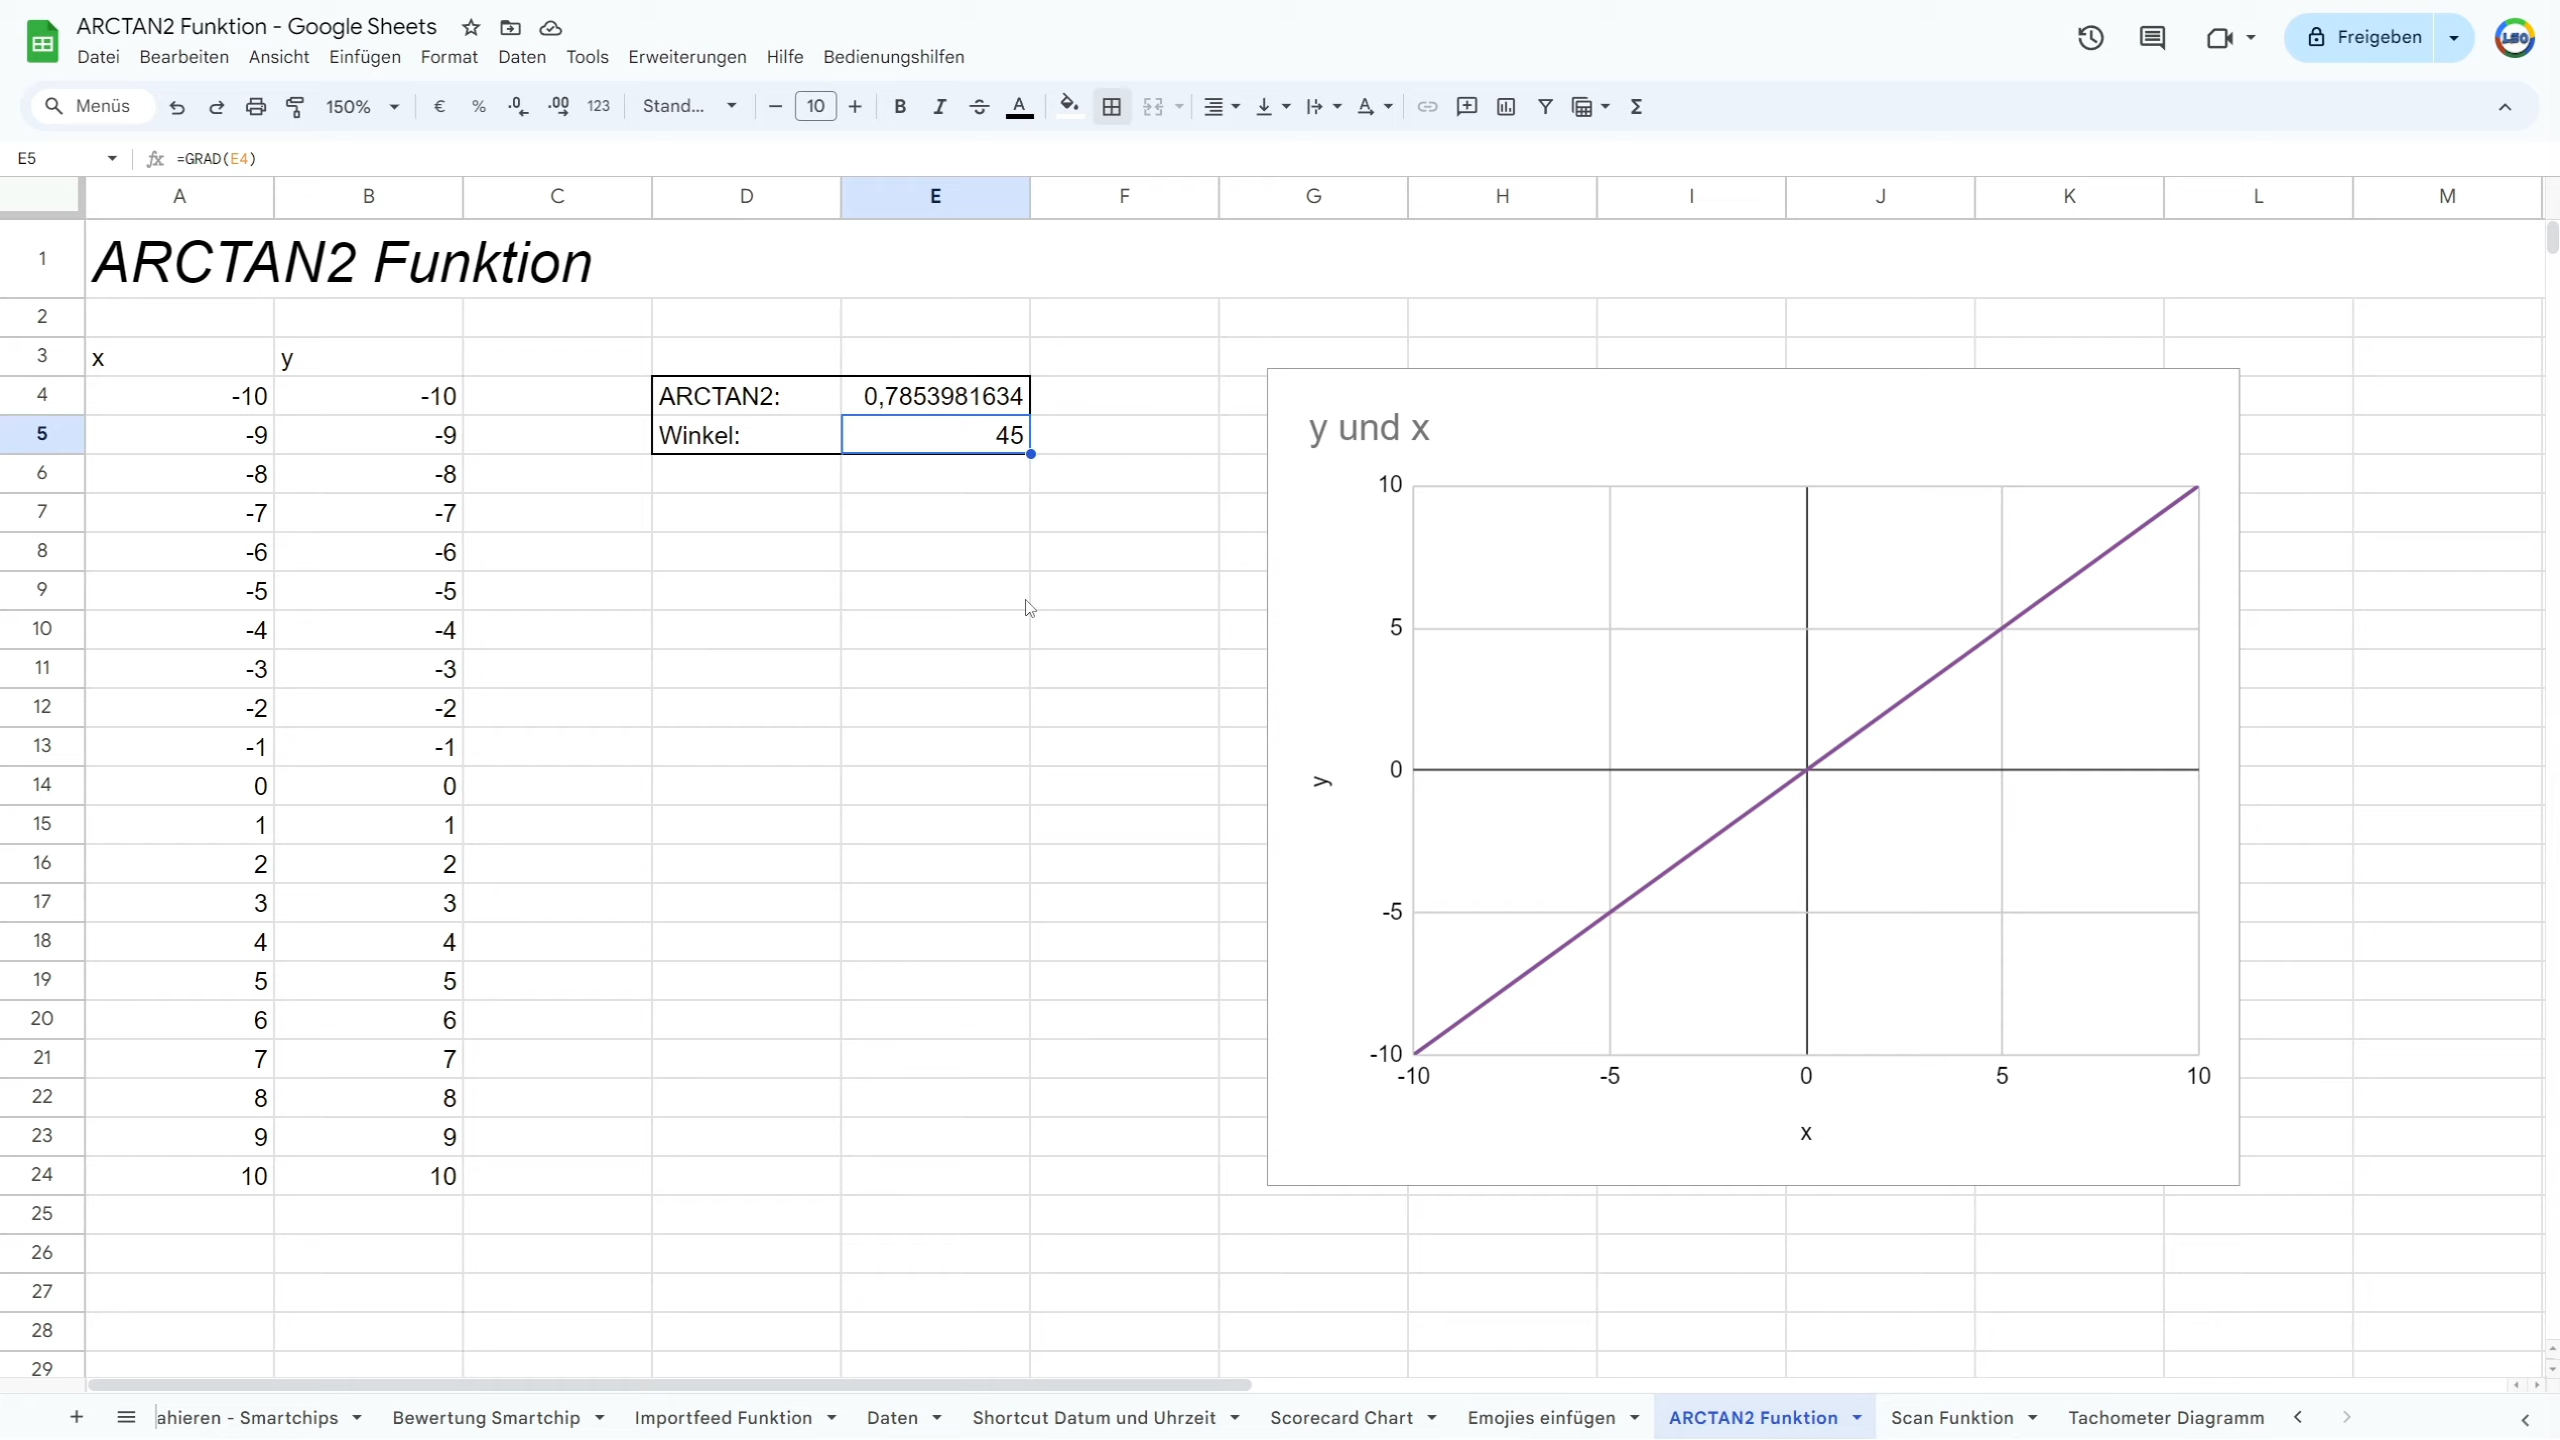 ARCTAN2 Funktion - Google Sheets
Datei Bearbeiten Ansicht Einfügen Format Daten Tools Erweiterungen Hilfe Bedienungshilfen
Freigeben
LSO
Menüs 150% € % .0 .00 123 Stand... 10 B I A
E5 fx =GRAD(E4)
A B C D E F G H I J K L M
1 ARCTAN2 Funktion
2
3 x y
4 -10 -10 ARCTAN2: 0,7853981634
5 -9 -9 Winkel: 45
6 -8 -8
7 -7 -7
8 -6 -6
9 -5 -5
10 -4 -4
11 -3 -3
12 -2 -2
13 -1 -1
14 0 0
15 1 1
16 2 2
17 3 3
18 4 4
19 5 5
20 6 6
21 7 7
22 8 8
23 9 9
24 10 10
25
26
27
28
29
y und x
10
5
0
-5
-10
y
-10 -5 0 5 10
x
ahieren - Smartchips Bewertung Smartchip Importfeed Funktion Daten Shortcut Datum und Uhrzeit Scorecard Chart Emojies einfügen ARCTAN2 Funktion Scan Funktion Tachometer Diagramm